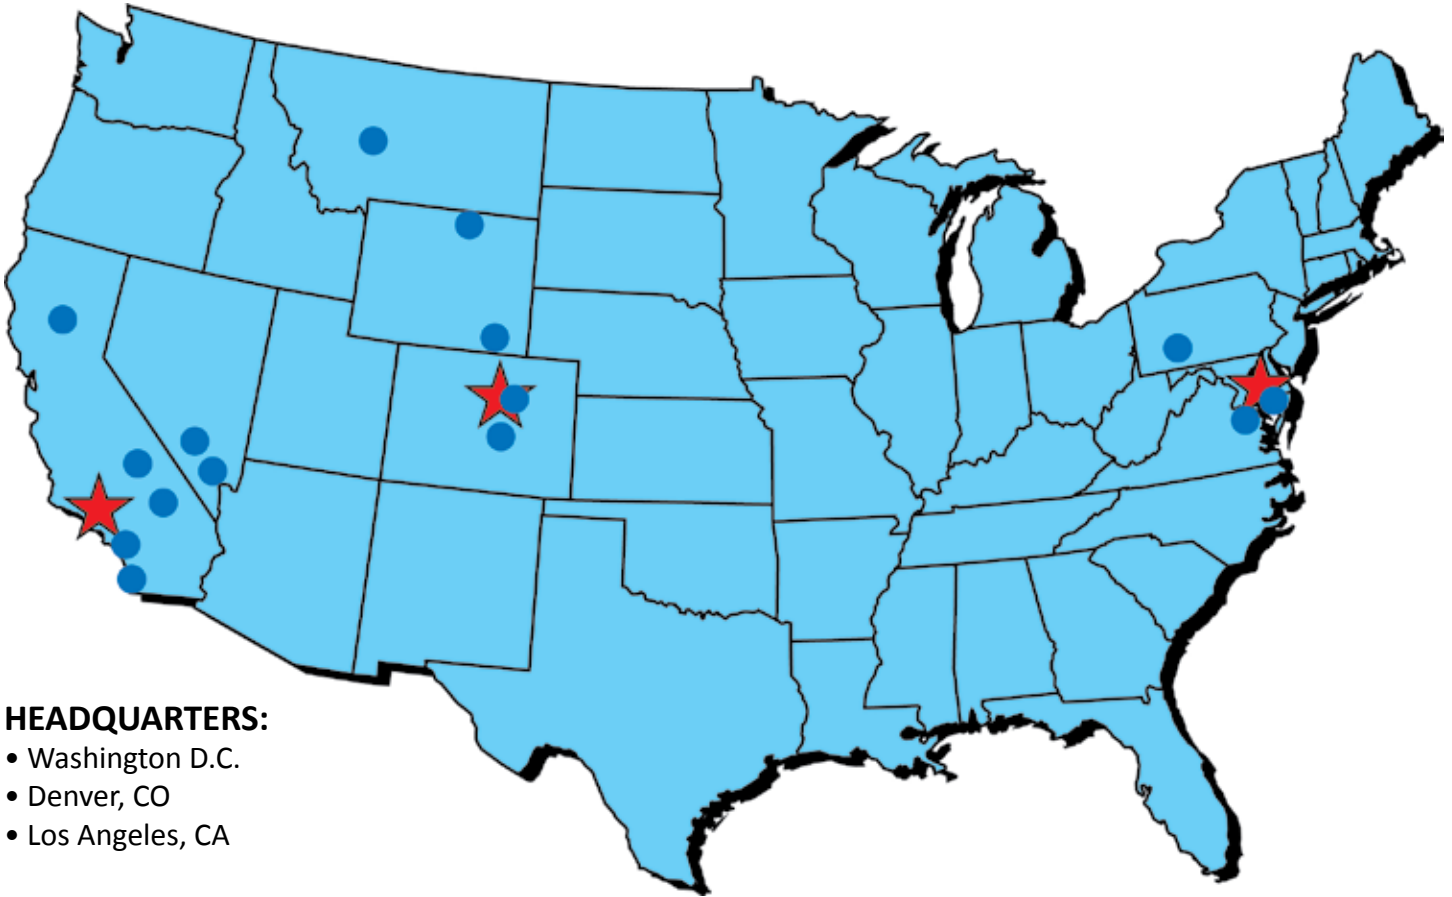 HEADQUARTERS:
• Washington D.C.
• Denver, CO
• Los Angeles, CA